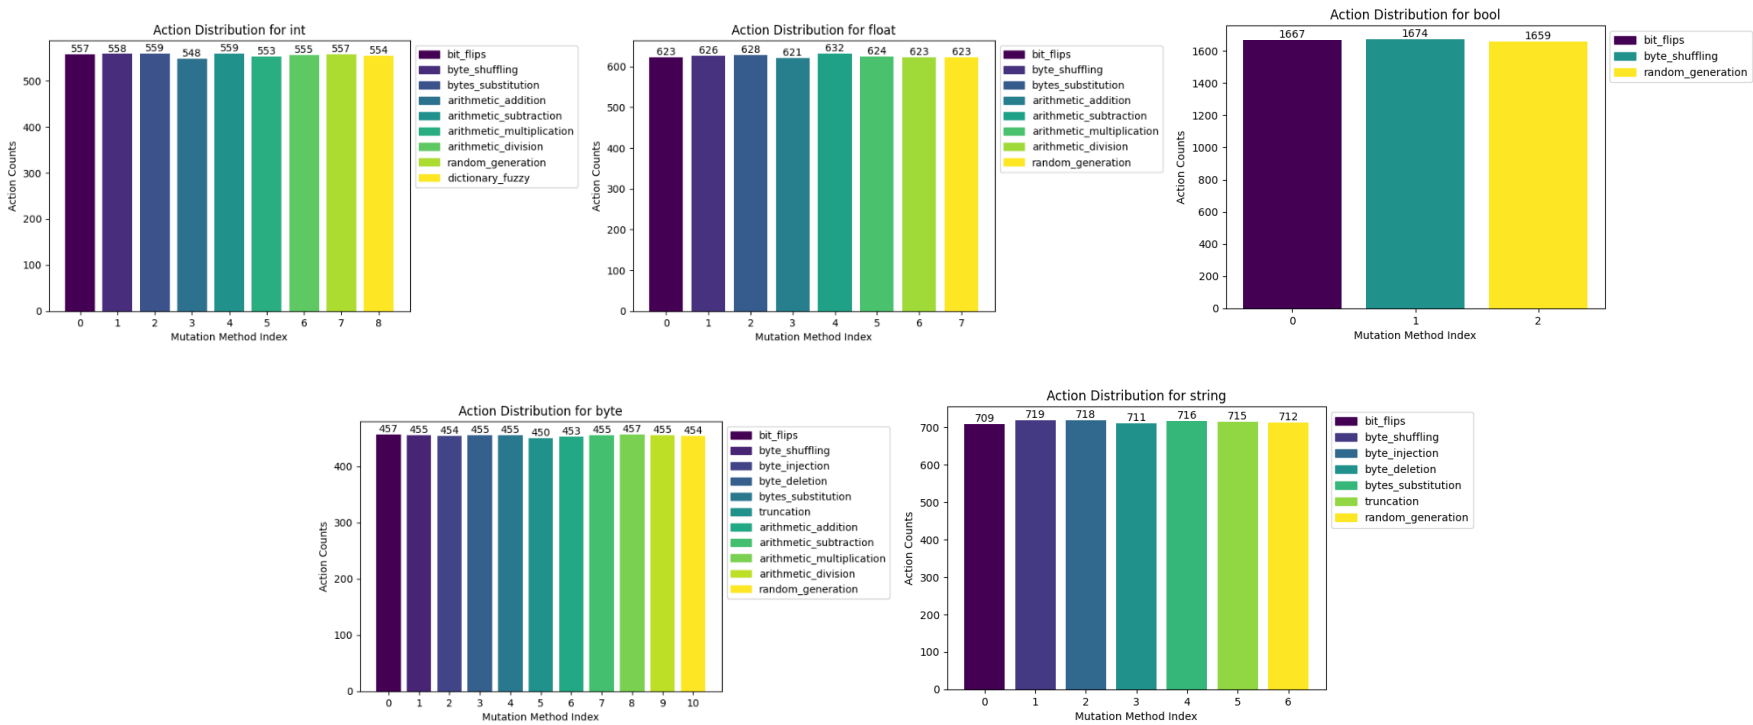 Action Distribution for int
557 558 559 548 559 553 555 557 554
500
400
300
200
100
0
Action Counts
0 1 2 3 4 5 6 7 8
Mutation Method Index
bit_flips
byte_shuffling
bytes_substitution
arithmetic_addition
arithmetic_subtraction
arithmetic_multiplication
arithmetic_division
random_generation
dictionary_fuzzy
Action Distribution for float
623 626 628 621 632 624 623 623
600
500
400
300
200
100
0
Action Counts
0 1 2 3 4 5 6 7
Mutation Method Index
bit_flips
byte_shuffling
bytes_substitution
arithmetic_addition
arithmetic_subtraction
arithmetic_multiplication
arithmetic_division
random_generation
Action Distribution for bool
1667 1674 1659
1600
1400
1200
1000
800
600
400
200
0
Action Counts
0 1 2
Mutation Method Index
bit_flips
byte_shuffling
random_generation
Action Distribution for byte
457 455 454 455 455 450 453 455 457 455 454
400
300
200
100
0
Action Counts
0 1 2 3 4 5 6 7 8 9 10
Mutation Method Index
bit_flips
byte_shuffling
byte_injection
byte_deletion
bytes_substitution
truncation
arithmetic_addition
arithmetic_subtraction
arithmetic_multiplication
arithmetic_division
random_generation
Action Distribution for string
709 719 718 711 716 715 712
700
600
500
400
300
200
100
0
Action Counts
0 1 2 3 4 5 6
Mutation Method Index
bit_flips
byte_shuffling
byte_injection
byte_deletion
bytes_substitution
truncation
random_generation